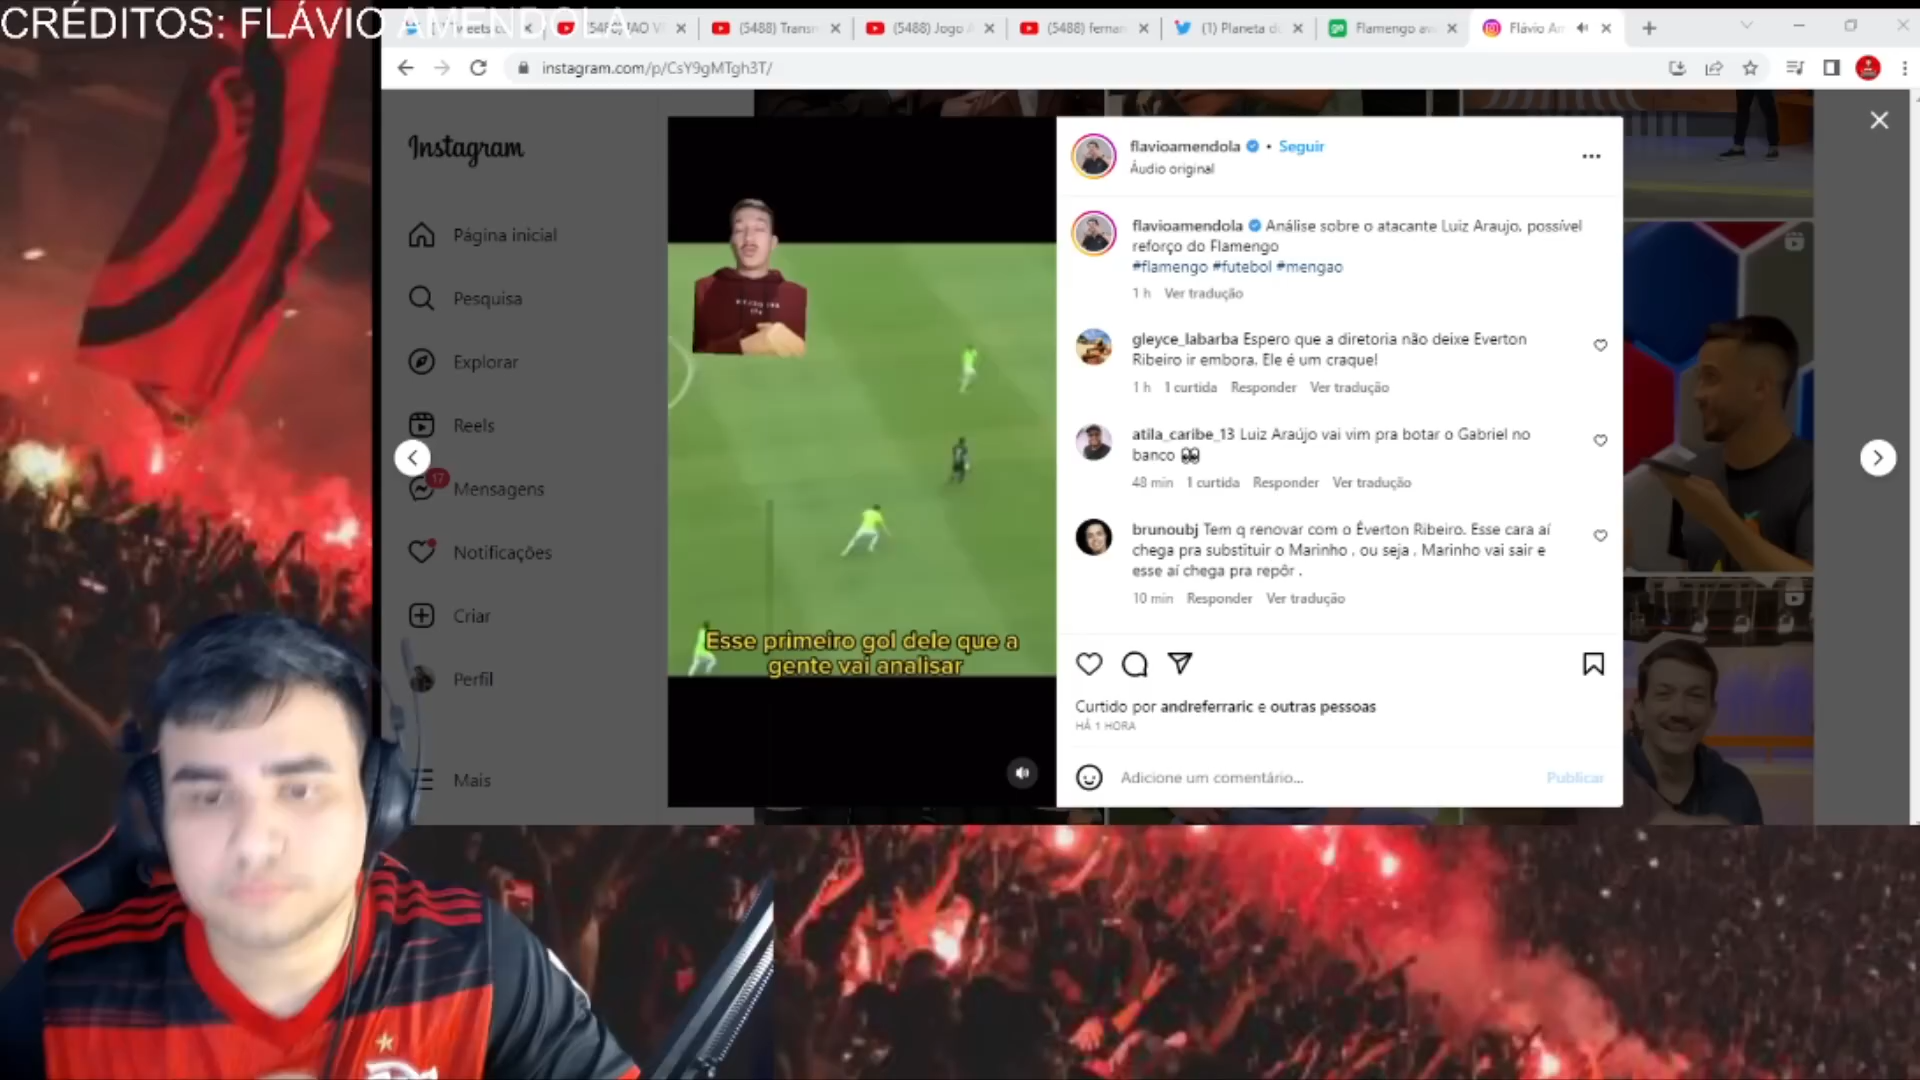 CRÉDITOS: FLÁVIO AMENDOLA
(5488) Transm
(5488) Jogo A
(5488) fernan
(1) Planeta d
Flamengo av
Flávio Am
instagram.com/p/CsY9gMTgh3T/
Instagram
Página inicial
Pesquisa
Explorar
Reels
17
Mensagens
Notificações
Criar
Perfil
Mais
Esse primeiro gol dele que a
gente vai analisar
flavioamendola • Seguir
Áudio original
flavioamendola Análise sobre o atacante Luiz Araujo, possível
reforço do Flamengo
#flamengo #futebol #mengao
1 h Ver tradução
gleyce_labarba Espero que a diretoria não deixe Everton
Ribeiro ir embora. Ele é um craque!
1 h 1 curtida Responder Ver tradução
atila_caribe_13 Luiz Araújo vai vim pra botar o Gabriel no
banco 👀
48 min 1 curtida Responder Ver tradução
brunoubj Tem q renovar com o Éverton Ribeiro. Esse cara aí
chega pra substituir o Marinho , ou seja , Marinho vai sair e
esse aí chega pra repôr .
10 min Responder Ver tradução
Curtido por andreferraric e outras pessoas
HÁ 1 HORA
Adicione um comentário...
Publicar